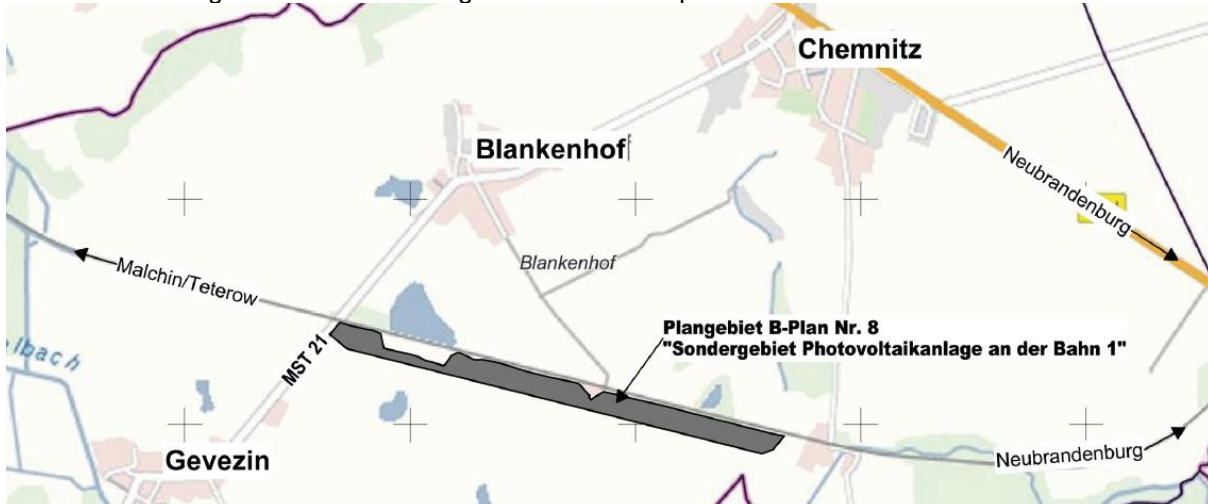 Chemnitz
Blankenhof
Neubrandenburg
Blankenhof
Malchin/Teterow
MST 21
Plangebiet B-Plan Nr. 8
"Sondergebiet Photovoltaikanlage an der Bahn 1"
Gevezin
Neubrandenburg